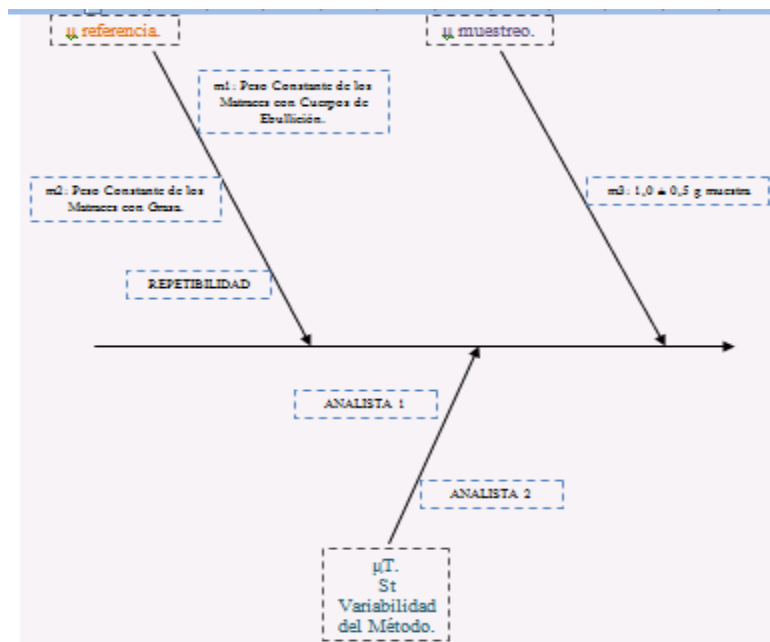 µ referencia.
µ muestreo.
m1: Peso Constante de los
Matraces con Cuerpos de
Ebullición.
m2: Peso Constante de los
Matraces con Grasa.
m3: 1,0 ± 0,5 g muestra
REPETIBILIDAD
ANALISTA 1
ANALISTA 2
µT.
St
Variabilidad
del Método.